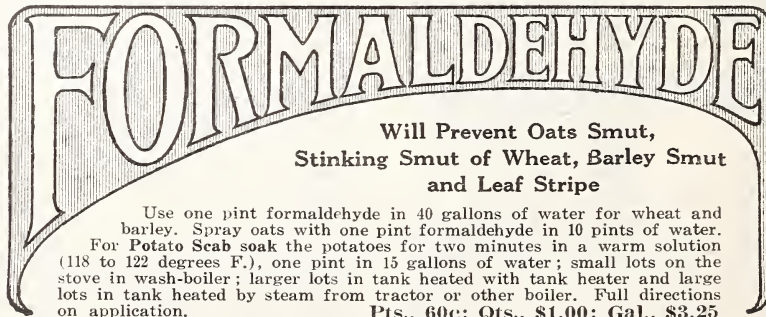 FORMALDEHYDE
Will Prevent Oats Smut,
Stinking Smut of Wheat, Barley Smut
and Leaf Stripe
Use one pint formaldehyde in 40 gallons of water for wheat and
barley. Spray oats with one pint formaldehyde in 10 pints of water.
For Potato Scab soak the potatoes for two minutes in a warm solution
(118 to 122 degrees F.), one pint in 15 gallons of water; small lots on the
stove in wash-boiler; larger lots in tank heated with tank heater and large
lots in tank heated by steam from tractor or other boiler. Full directions
on application. Pts., 60c; Qts., $1.00; Gal., $3.25